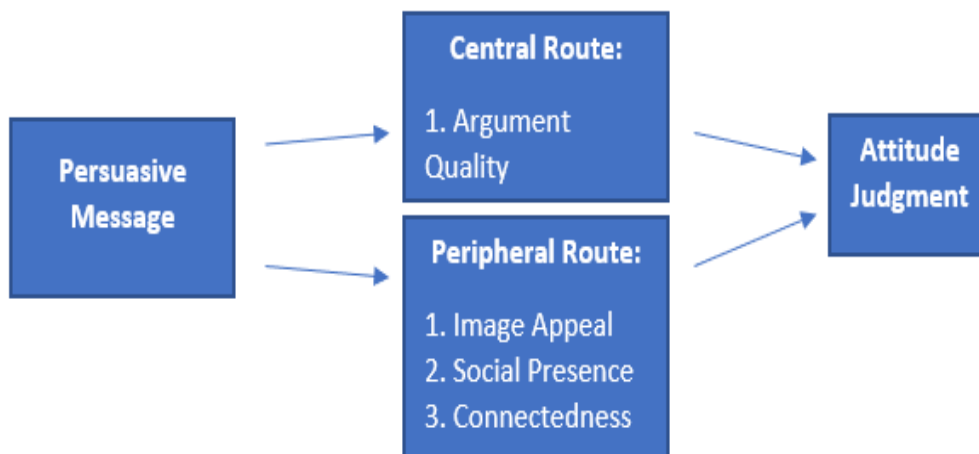 Persuasive
Message
Central Route:
1. Argument
Quality
Peripheral Route:
1. Image Appeal
2. Social Presence
3. Connectedness
Attitude
Judgment